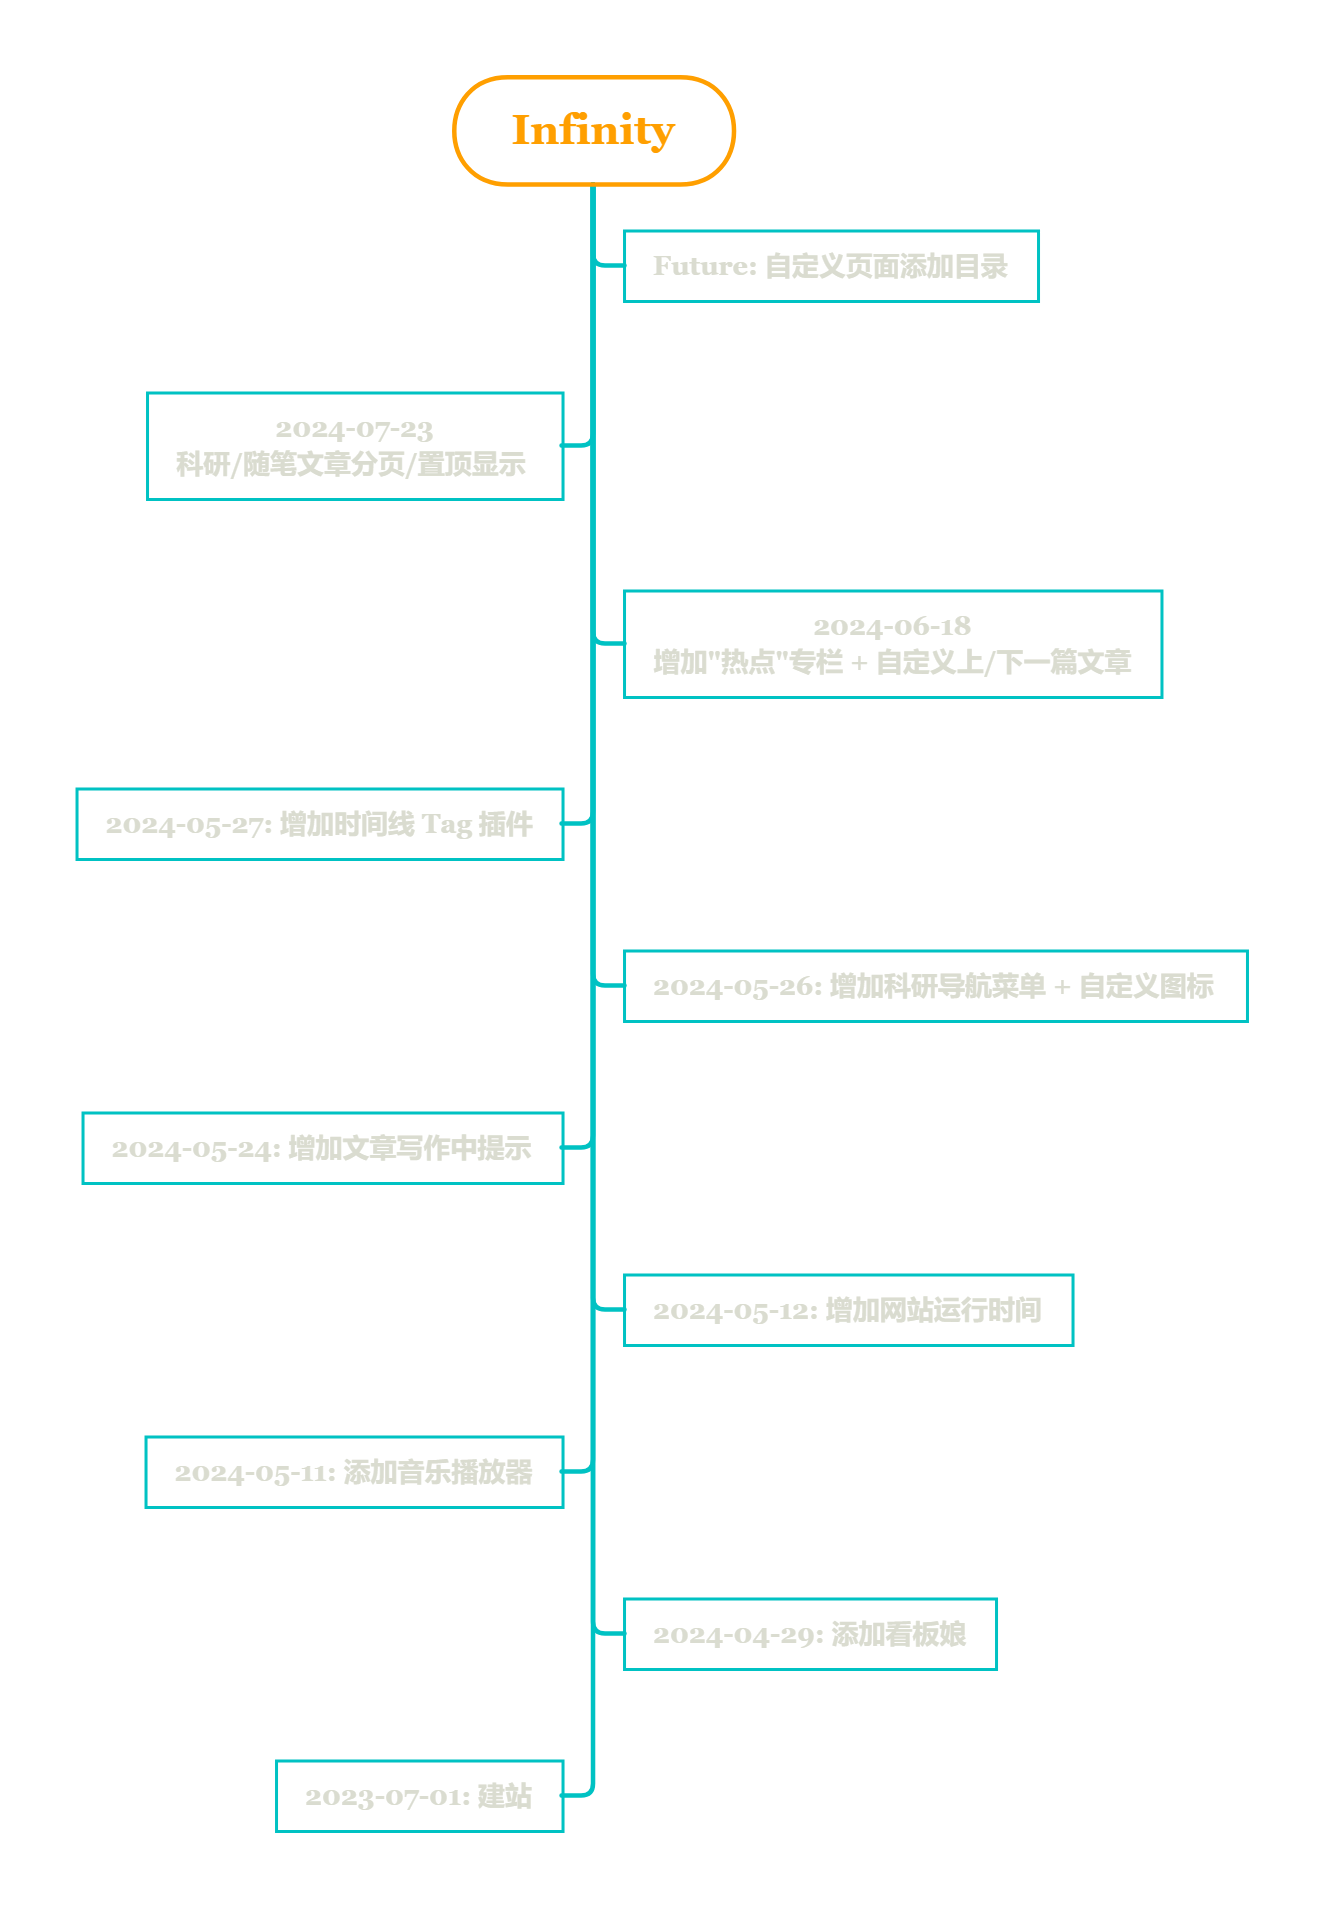 Infinity
Future: 自定义页面添加目录
2024-07-23
科研/随笔文章分页/置顶显示
2024-06-18
增加"热点"专栏 + 自定义上/下一篇文章
2024-05-27: 增加时间线 Tag 插件
2024-05-26: 增加科研导航菜单 + 自定义图标
2024-05-24: 增加文章写作中提示
2024-05-12: 增加网站运行时间
2024-05-11: 添加音乐播放器
2024-04-29: 添加看板娘
2023-07-01: 建站